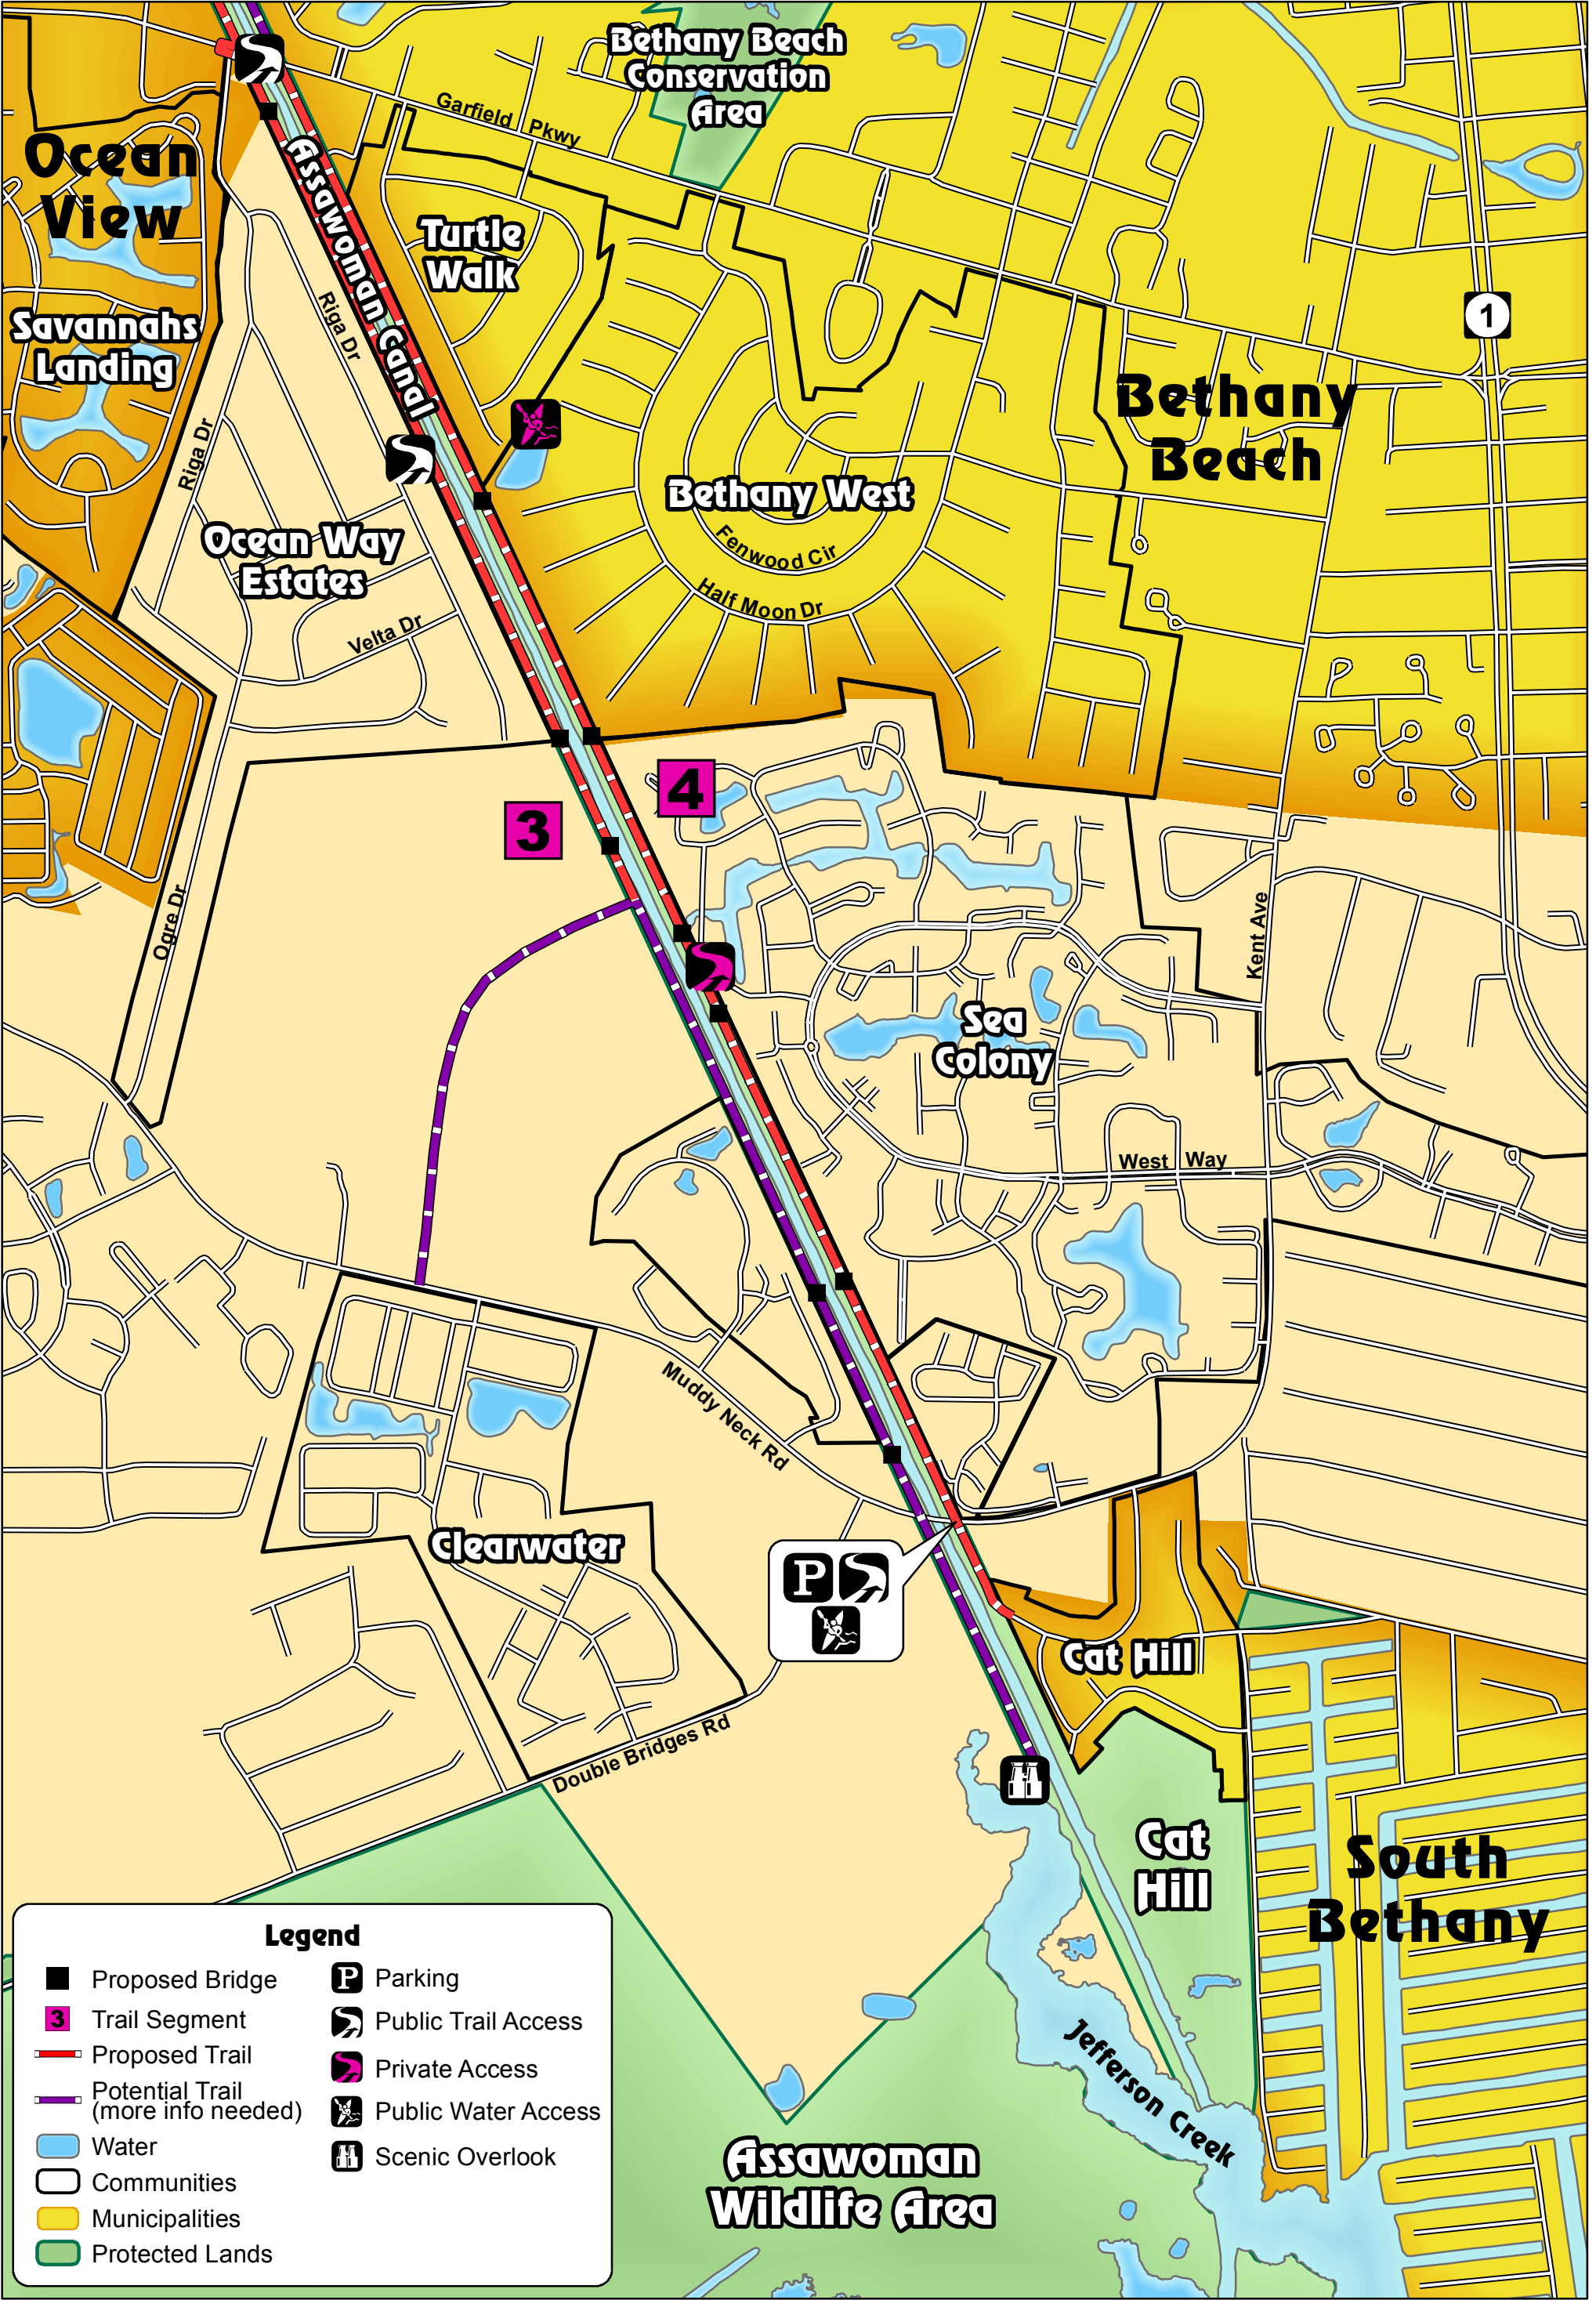 Bethany Beach
Conservation
Area
Garfield Pkwy
Ocean
View
Assawoman Canal
Turtle
Walk
Savannahs
Landing
Riga Dr
1
Bethany
Beach
Riga Dr
Bethany West
Fenwood Cir
Ocean Way
Estates
Half Moon Dr
Velta Dr
4
3
Ogre Dr
Kent Ave
Sea
Colony
West Way
Muddy Neck Rd
Clearwater
P
Cat Hill
Double Bridges Rd
Cat
Hill
South
Bethany
Jefferson Creek
Assawoman
Wildlife Area
Legend
Proposed Bridge
3 Trail Segment
Proposed Trail
Potential Trail
(more info needed)
Water
Communities
Municipalities
Protected Lands
P Parking
Public Trail Access
Private Access
Public Water Access
Scenic Overlook